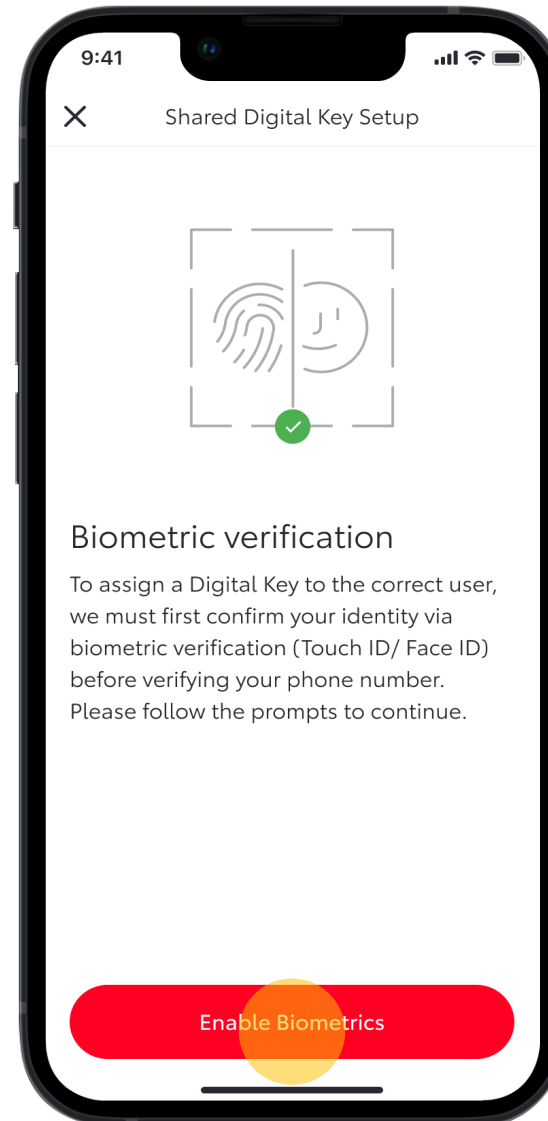 9:41
Shared Digital Key Setup
Biometric verification
To assign a Digital Key to the correct user,
we must first confirm your identity via
biometric verification (Touch ID/ Face ID)
before verifying your phone number.
Please follow the prompts to continue.
Enable Biometrics